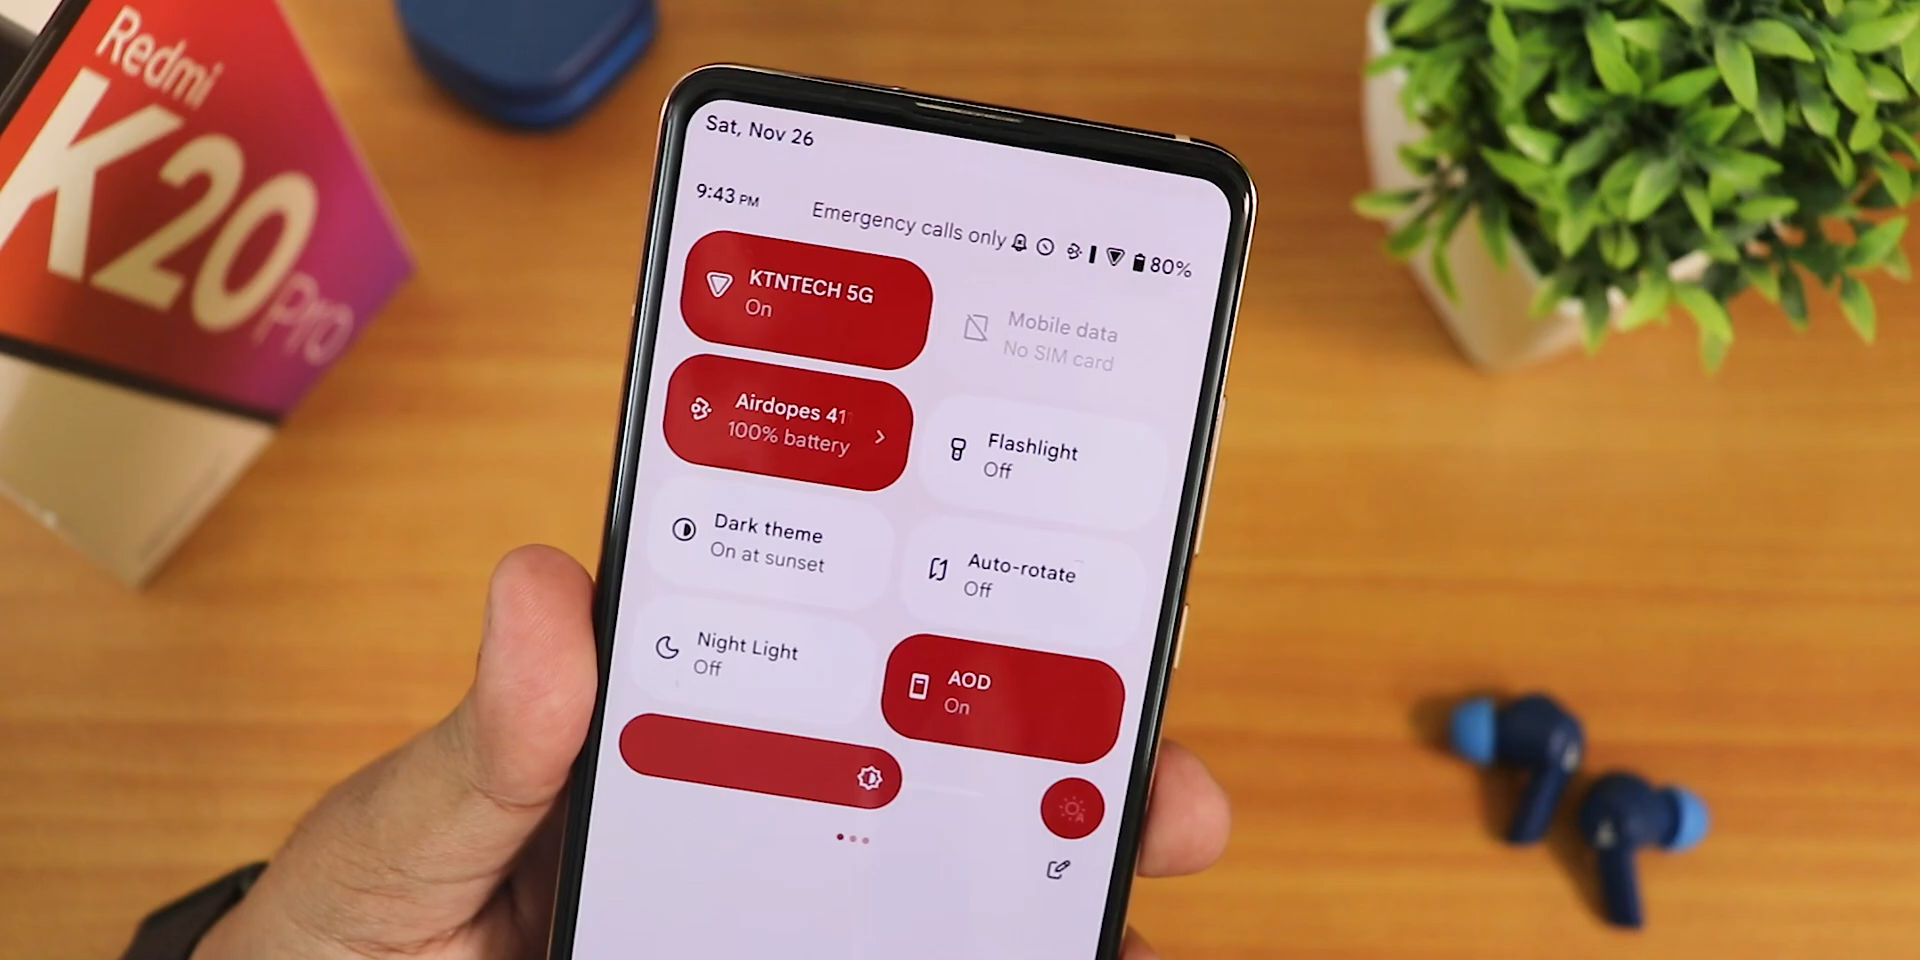 Redmi
K20 Pro
Sat, Nov 26
9:43 PM
Emergency calls only
80%
KTNTECH 5G
On
Mobile data
No SIM card
Airdopes 41
100% battery
Flashlight
Off
Dark theme
On at sunset
Auto-rotate
Off
Night Light
Off
AOD
On